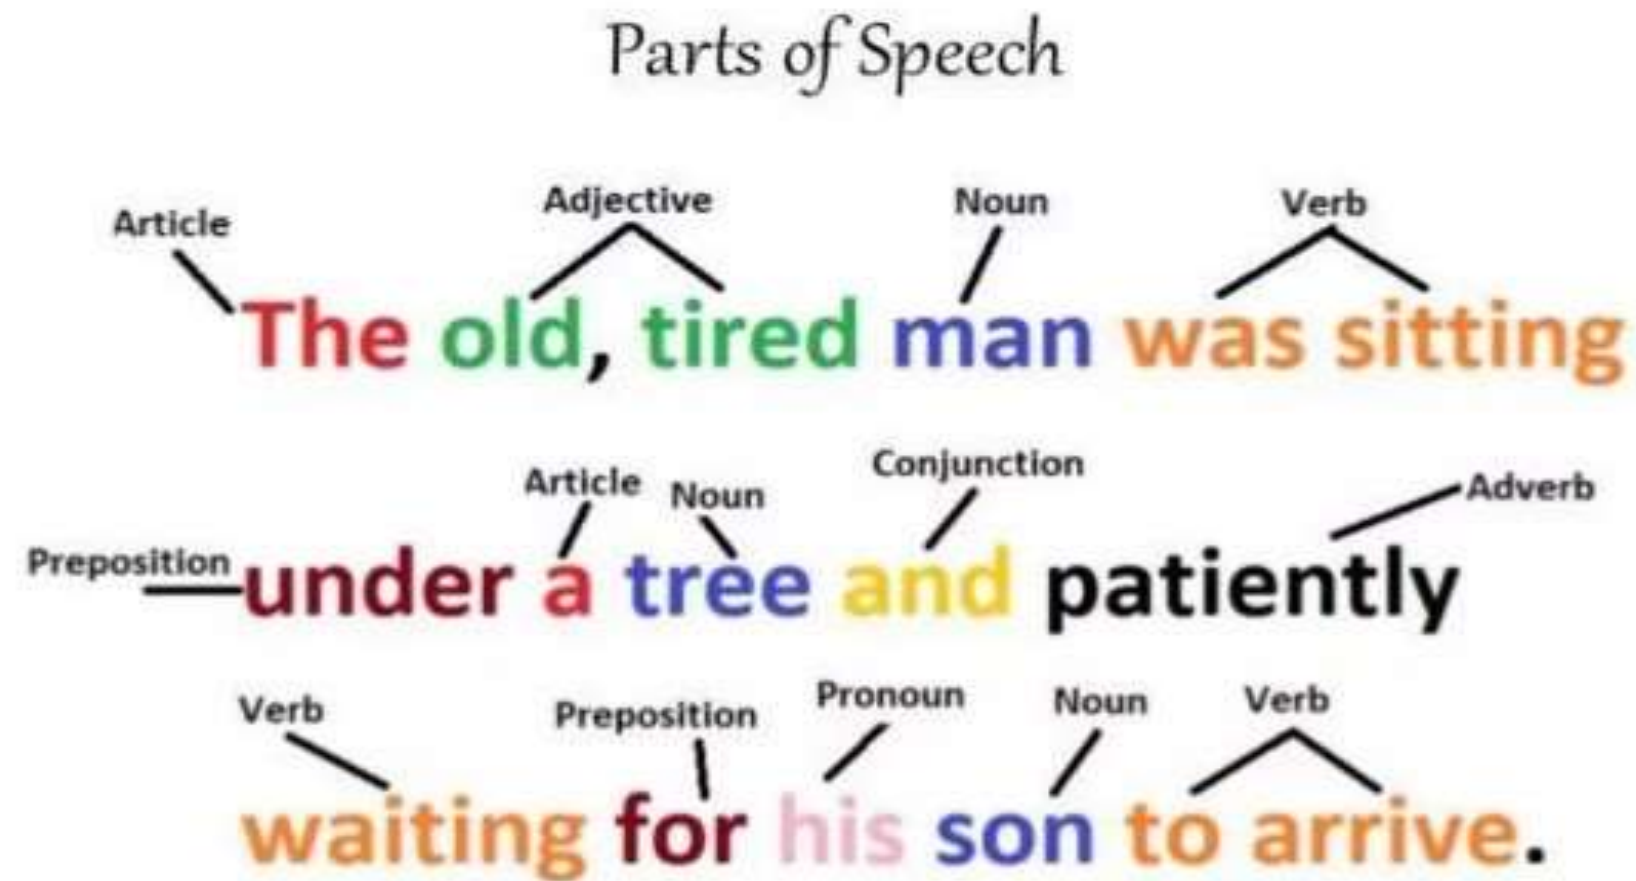 Parts of Speech
Article Adjective Noun Verb
The old, tired man was sitting
Article Noun Conjunction Adverb
Preposition under a tree and patiently
Verb Preposition Pronoun Noun Verb
waiting for his son to arrive.